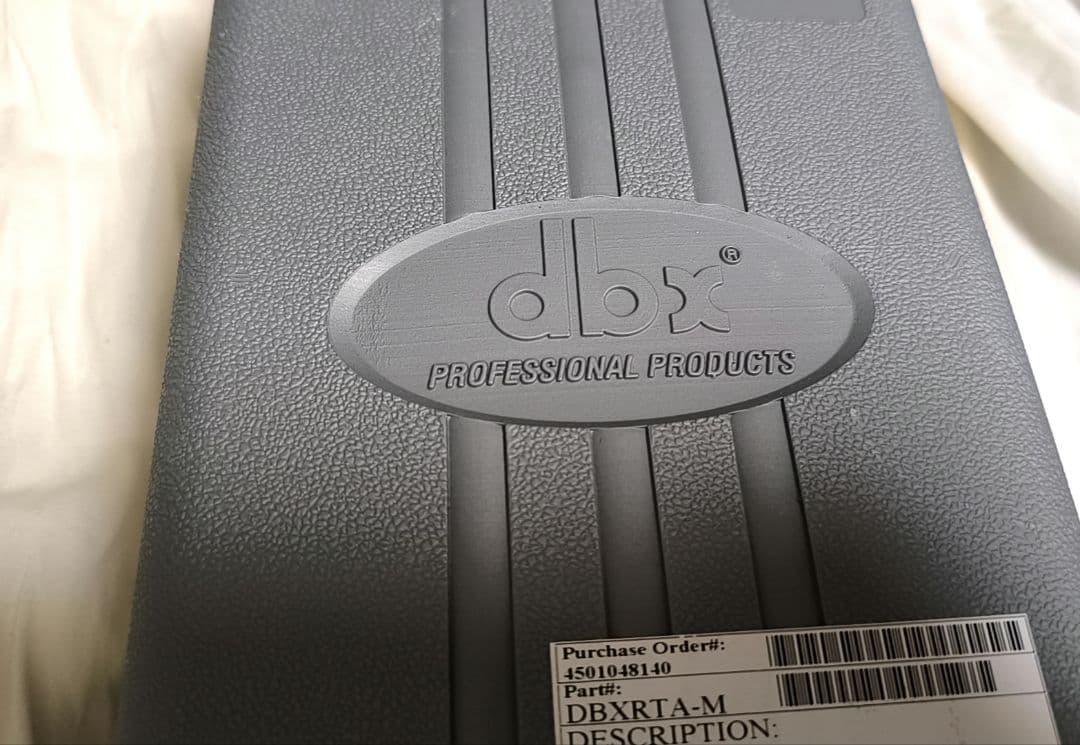 dbx®
PROFESSIONAL PRODUCTS
Purchase Order#:
4501048140
Part#:
DBXRTA-M
DESCRIPTION: